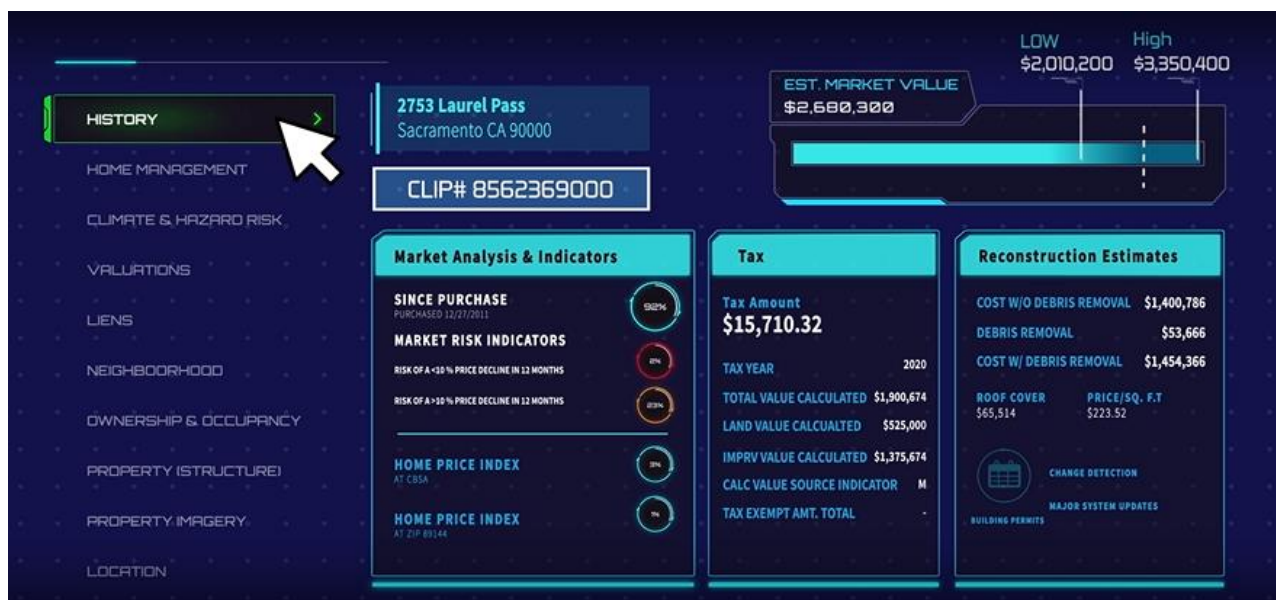 LOW High
$2,010,200 $3,350,400
EST. MARKET VALUE
$2,680,300
HISTORY >
HOME MANAGEMENT
CLIMATE & HAZARD RISK
VALUATIONS
LIENS
NEIGHBOORHOOD
OWNERSHIP & OCCUPANCY
PROPERTY (STRUCTURE)
PROPERTY IMAGERY
LOCATION
2753 Laurel Pass
Sacramento CA 90000
CLIP# 8562369000
Market Analysis & Indicators
SINCE PURCHASE 92%
PURCHASED 12/27/2011
MARKET RISK INDICATORS
RISK OF A <10 % PRICE DECLINE IN 12 MONTHS 2%
RISK OF A >10 % PRICE DECLINE IN 12 MONTHS 23%
HOME PRICE INDEX 3%
AT CBSA
HOME PRICE INDEX 1%
AT ZIP 89144
Tax
Tax Amount
$15,710.32
TAX YEAR 2020
TOTAL VALUE CALCULATED $1,900,674
LAND VALUE CALCUALTED $525,000
IMPRV VALUE CALCULATED $1,375,674
CALC VALUE SOURCE INDICATOR M
TAX EXEMPT AMT. TOTAL -
Reconstruction Estimates
COST W/O DEBRIS REMOVAL $1,400,786
DEBRIS REMOVAL $53,666
COST W/ DEBRIS REMOVAL $1,454,366
ROOF COVER PRICE/SQ. F.T
$65,514 $223.52
CHANGE DETECTION
MAJOR SYSTEM UPDATES
BUILDING PERMITS